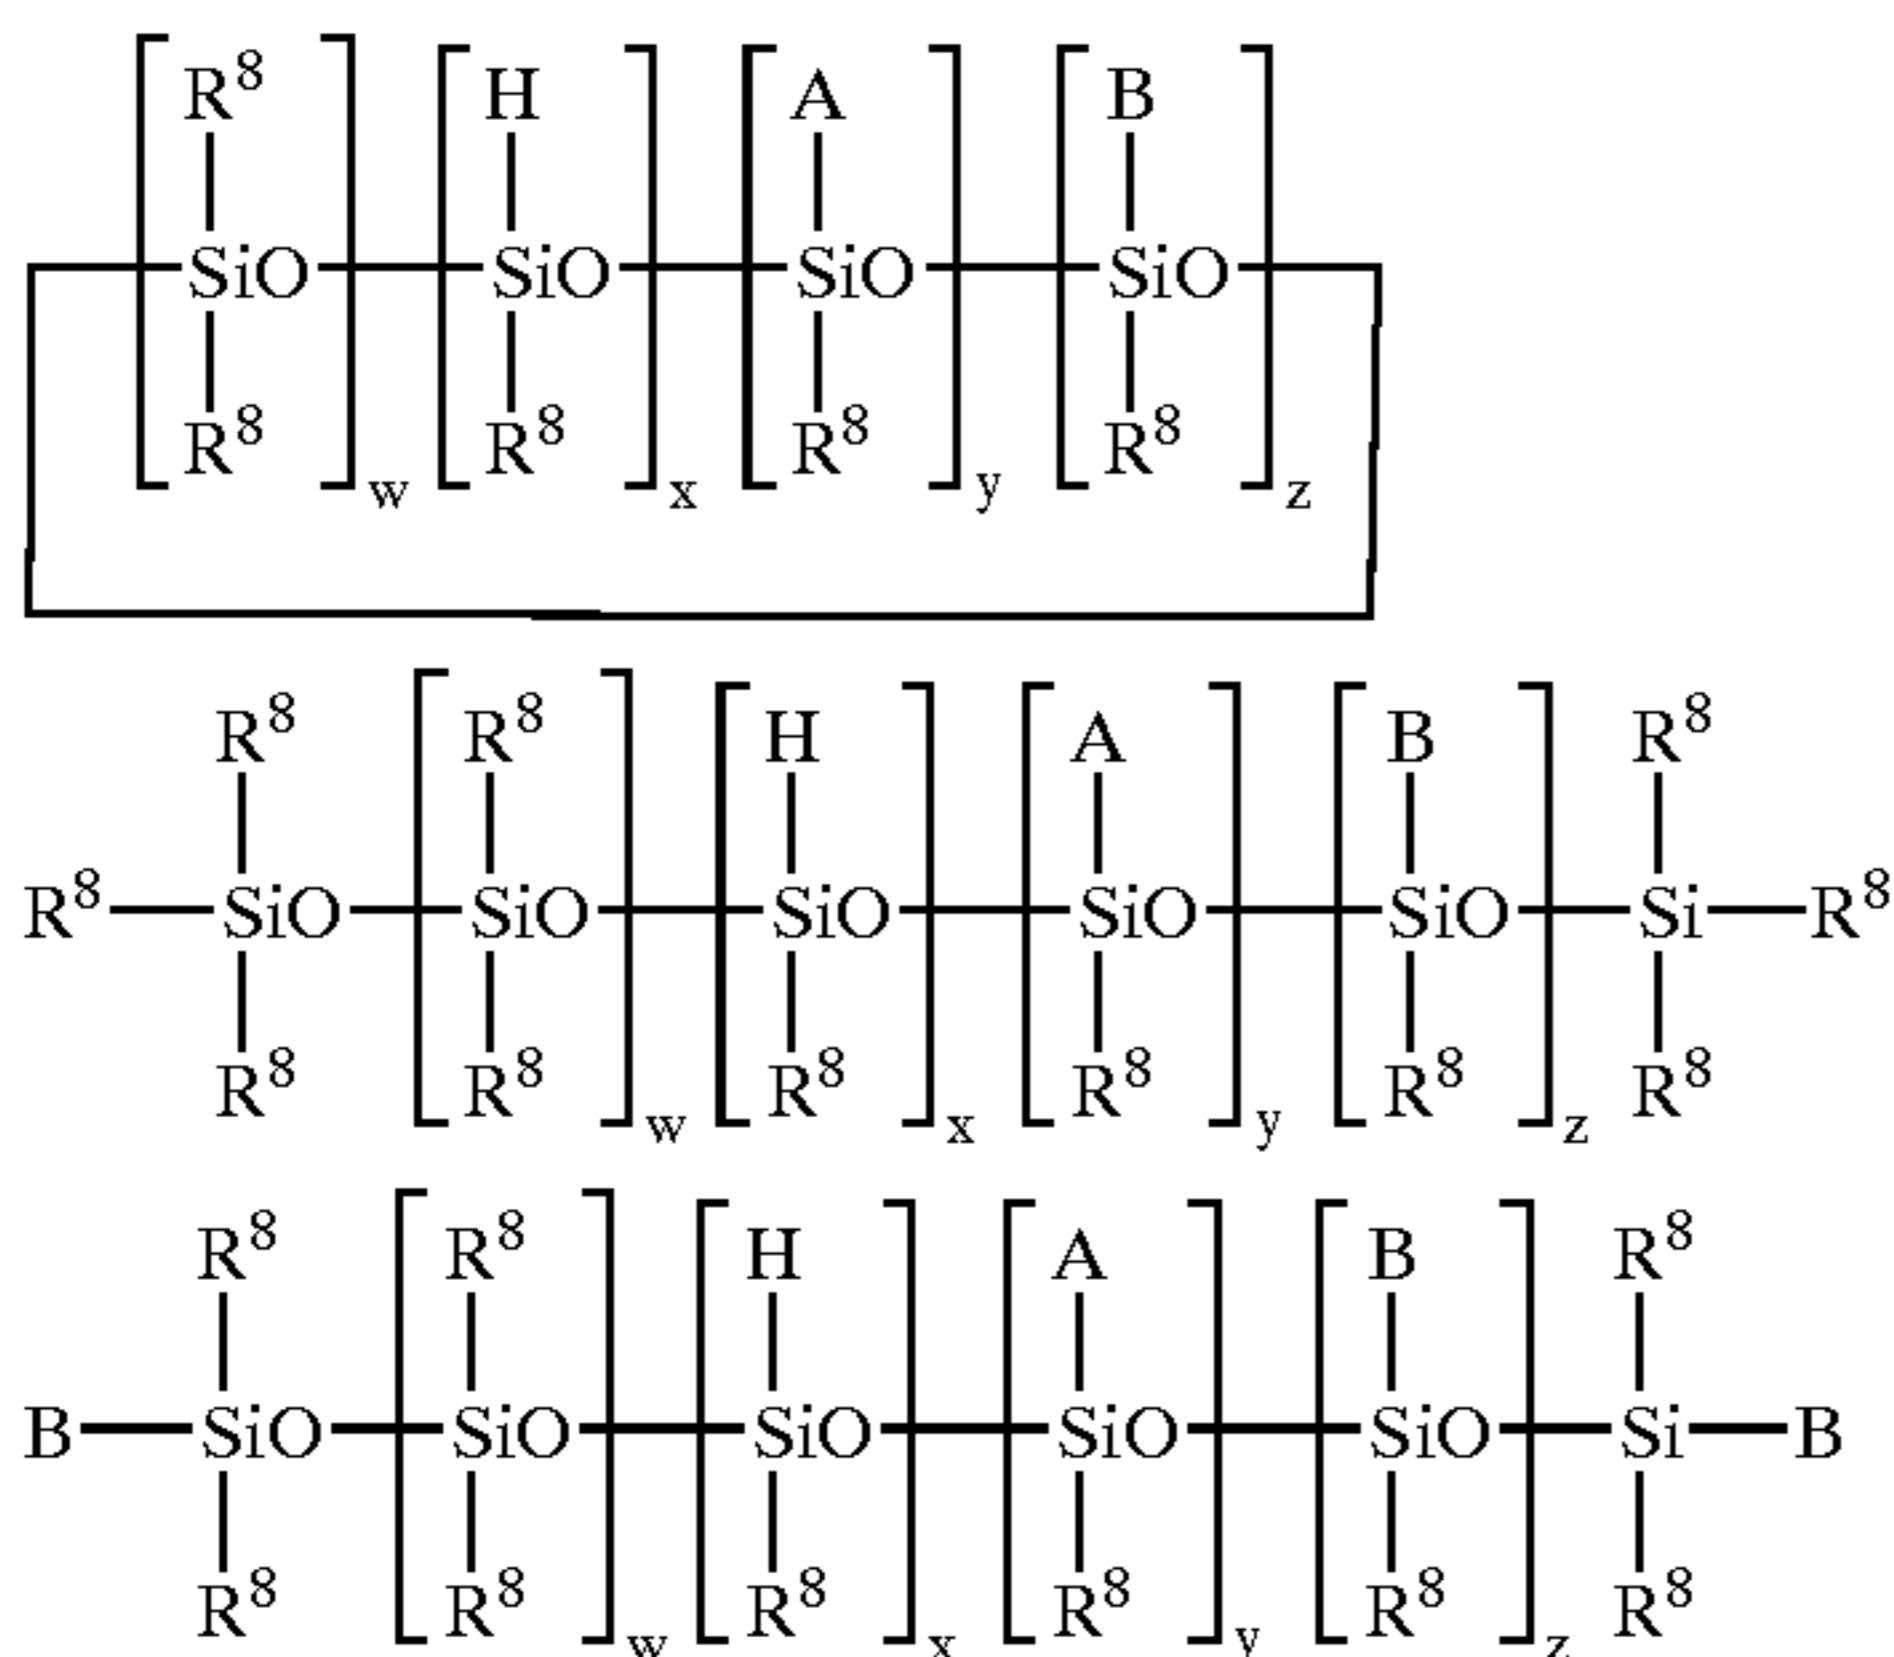 R⁸ H A B
SiO SiO SiO SiO
R⁸ R⁸ R⁸ R⁸
w x y z
R⁸ R⁸ H A B R⁸
R⁸ SiO SiO SiO SiO SiO Si R⁸
R⁸ R⁸ R⁸ R⁸ R⁸ R⁸
w x y z
R⁸ R⁸ H A B R⁸
B SiO SiO SiO SiO SiO Si B
R⁸ R⁸ R⁸ R⁸ R⁸ R⁸
w x y z